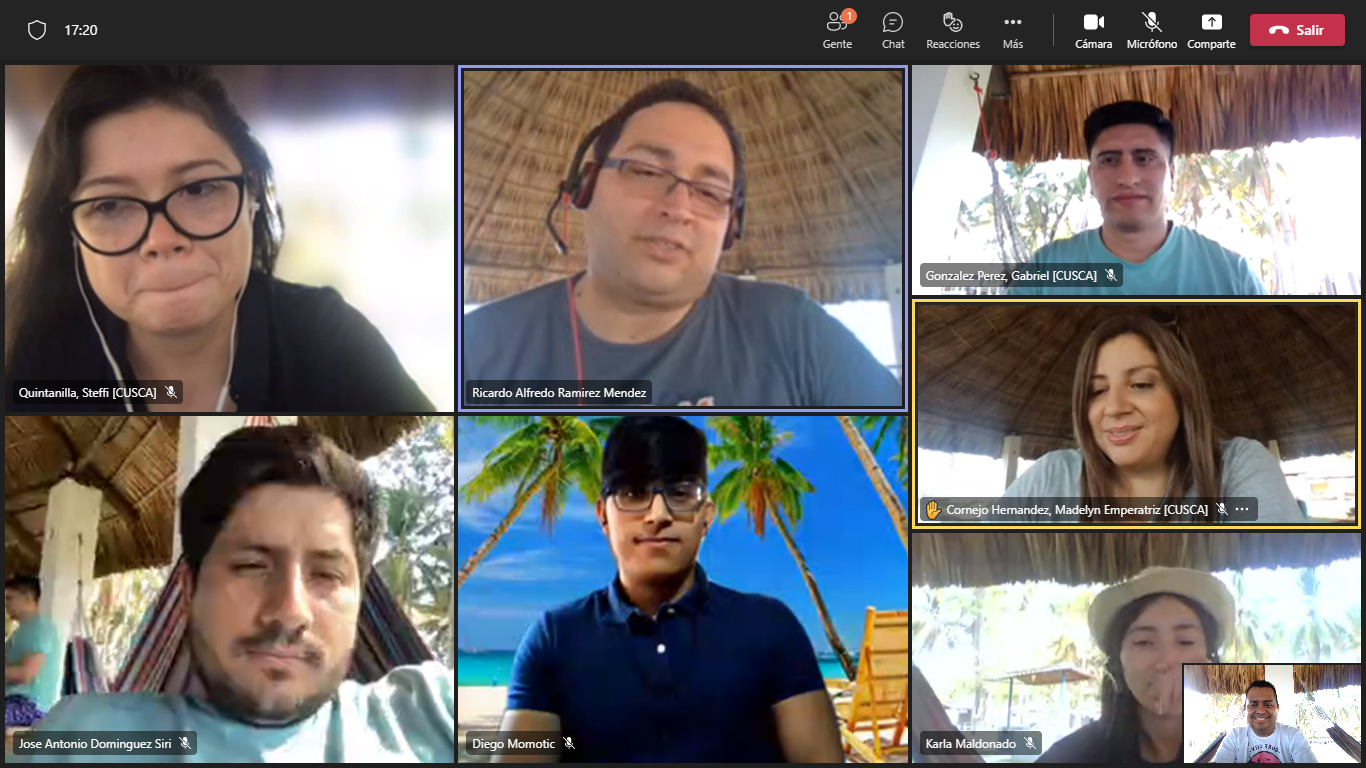 17:20
1
Gente
Chat
Reacciones
Más
Cámara
Micrófono
Comparte
Salir
Quintanilla, Steffi [CUSCA]
Ricardo Alfredo Ramirez Mendez
Gonzalez Perez, Gabriel [CUSCA]
Cornejo Hernandez, Madelyn Emperatriz [CUSCA]
Jose Antonio Dominguez Siri
Diego Momotic
Karla Maldonado